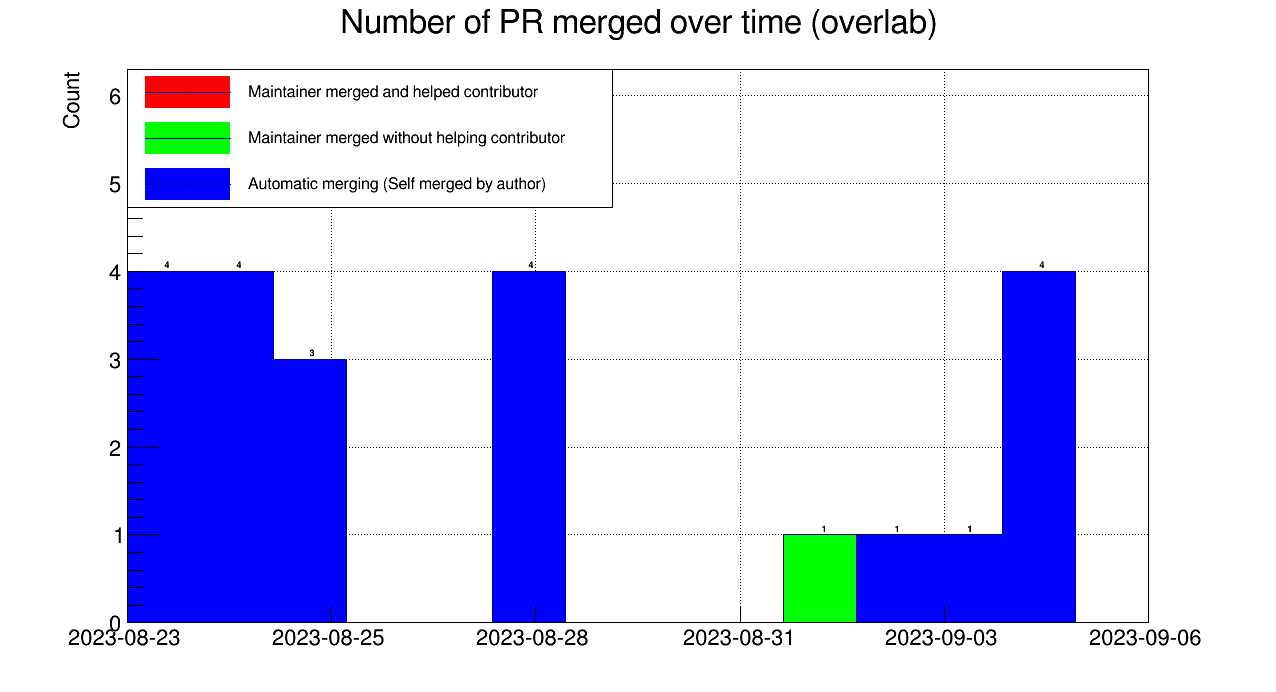 Number of PR merged over time (overlab)
Count
Maintainer merged and helped contributor
Maintainer merged without helping contributor
Automatic merging (Self merged by author)
6
5
4
3
2
1
0
4 4 3 4 1 1 1 4
2023-08-23 2023-08-25 2023-08-28 2023-08-31 2023-09-03 2023-09-06